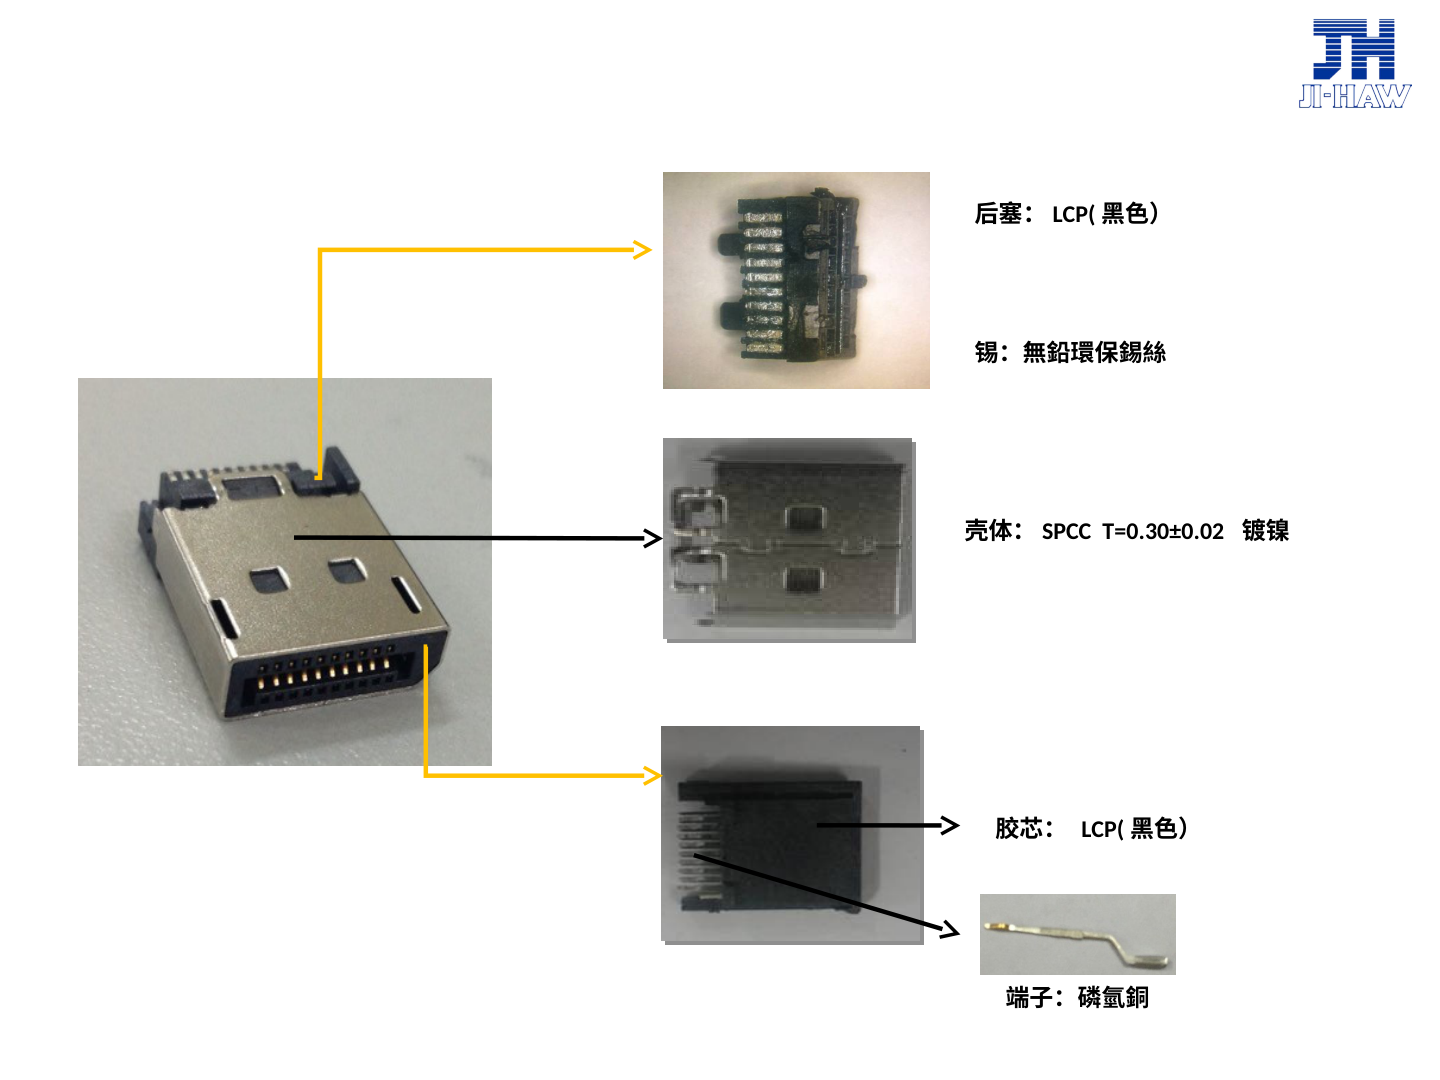 JI-HAW
后塞： LCP( 黑色）
锡：無鉛環保錫絲
壳体： SPCC T=0.30±0.02 镀镍
胶芯： LCP( 黑色）
端子：磷氫銅